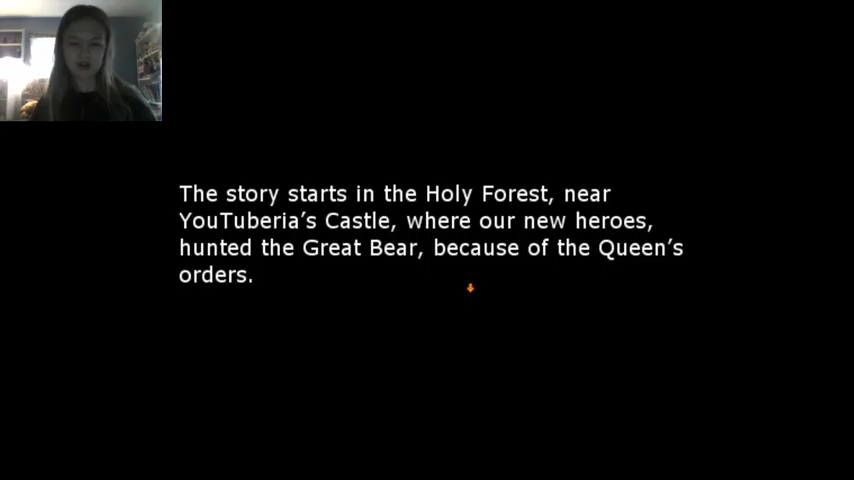 The story starts in the Holy Forest, near
YouTuberia's Castle, where our new heroes,
hunted the Great Bear, because of the Queen's
orders.